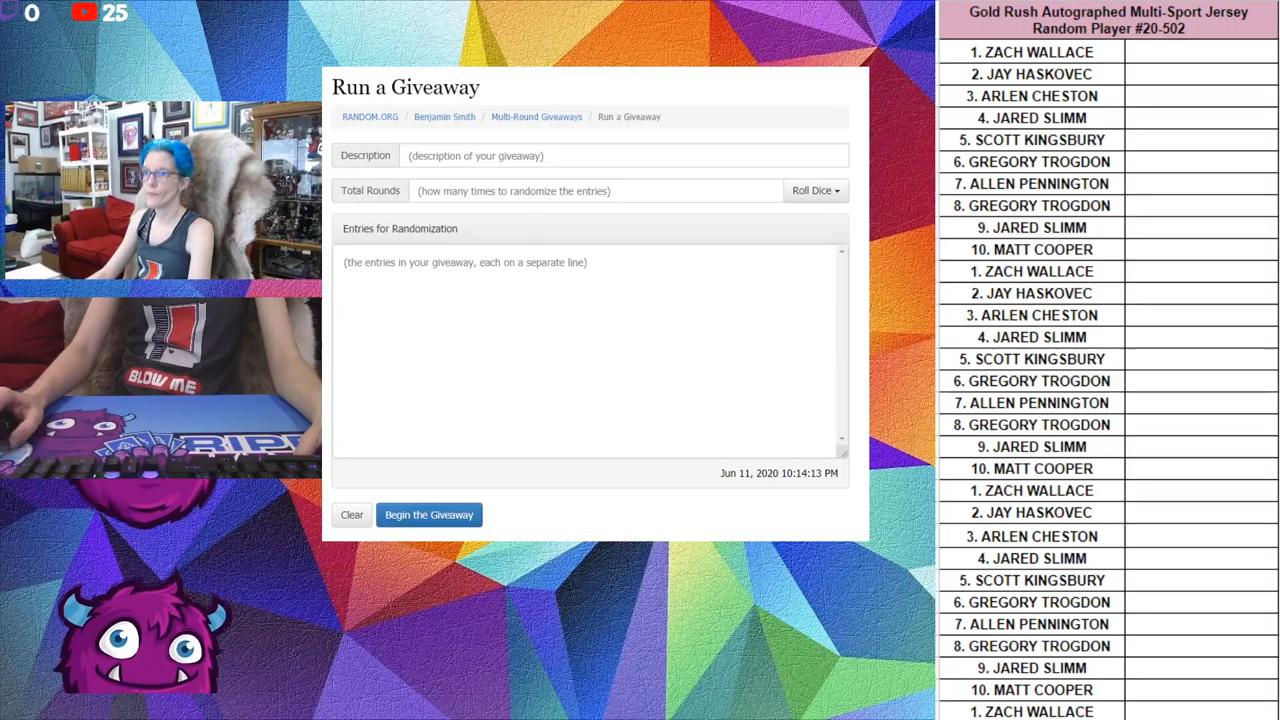 0 25
Run a Giveaway
RANDOM.ORG / Benjamin Smith / Multi-Round Giveaways / Run a Giveaway
Description (description of your giveaway)
Total Rounds (how many times to randomize the entries) Roll Dice
Entries for Randomization
(the entries in your giveaway, each on a separate line)
Jun 11, 2020 10:14:13 PM
Clear Begin the Giveaway
BLOW ME
Gold Rush Autographed Multi-Sport Jersey
Random Player #20-502
1. ZACH WALLACE
2. JAY HASKOVEC
3. ARLEN CHESTON
4. JARED SLIMM
5. SCOTT KINGSBURY
6. GREGORY TROGDON
7. ALLEN PENNINGTON
8. GREGORY TROGDON
9. JARED SLIMM
10. MATT COOPER
1. ZACH WALLACE
2. JAY HASKOVEC
3. ARLEN CHESTON
4. JARED SLIMM
5. SCOTT KINGSBURY
6. GREGORY TROGDON
7. ALLEN PENNINGTON
8. GREGORY TROGDON
9. JARED SLIMM
10. MATT COOPER
1. ZACH WALLACE
2. JAY HASKOVEC
3. ARLEN CHESTON
4. JARED SLIMM
5. SCOTT KINGSBURY
6. GREGORY TROGDON
7. ALLEN PENNINGTON
8. GREGORY TROGDON
9. JARED SLIMM
10. MATT COOPER
1. ZACH WALLACE